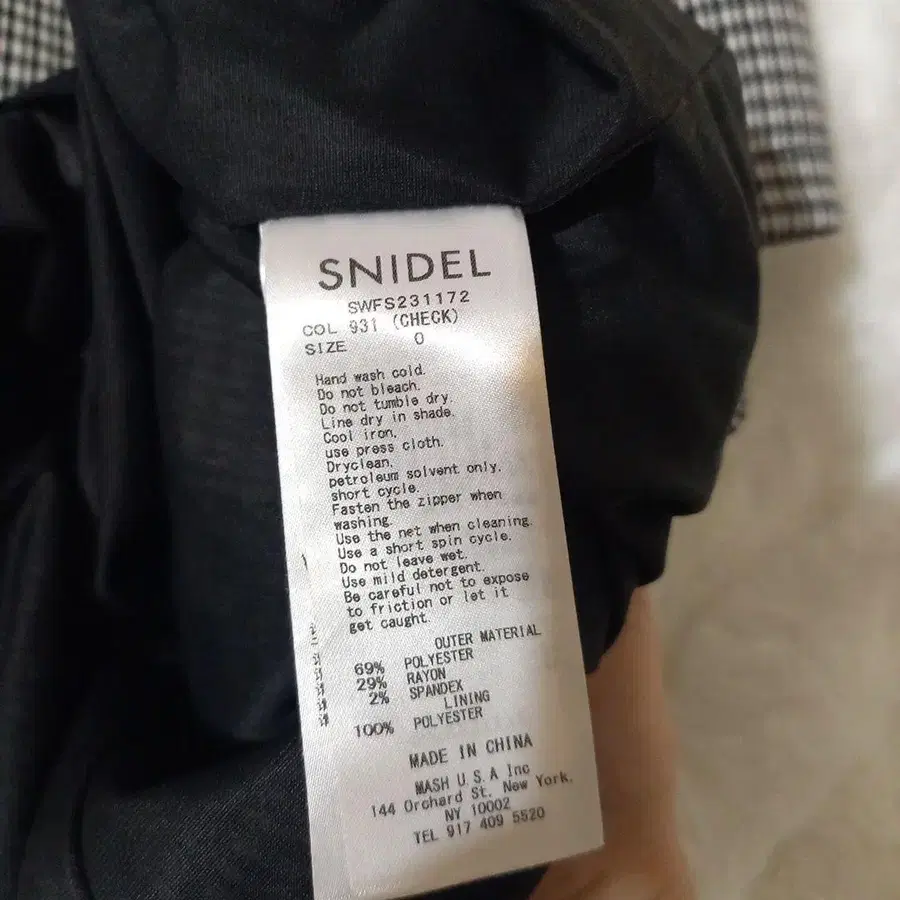 SNIDEL
SWFS231172
COL 931 (CHECK)
SIZE 0
Hand wash cold.
Do not bleach.
Do not tumble dry.
Line dry in shade.
Cool iron,
use press cloth.
Dryclean,
petroleum solvent only,
short cycle.
Fasten the zipper when
washing.
Use the net when cleaning.
Use a short spin cycle.
Do not leave wet.
Use mild detergent.
Be careful not to expose
to friction or let it
get caught.
OUTER MATERIAL
69% POLYESTER
29% RAYON
2% SPANDEX
LINING
100% POLYESTER
MADE IN CHINA
MASH U.S.A Inc
144 Orchard St. New York.
NY 10002
TEL 917 409 5520